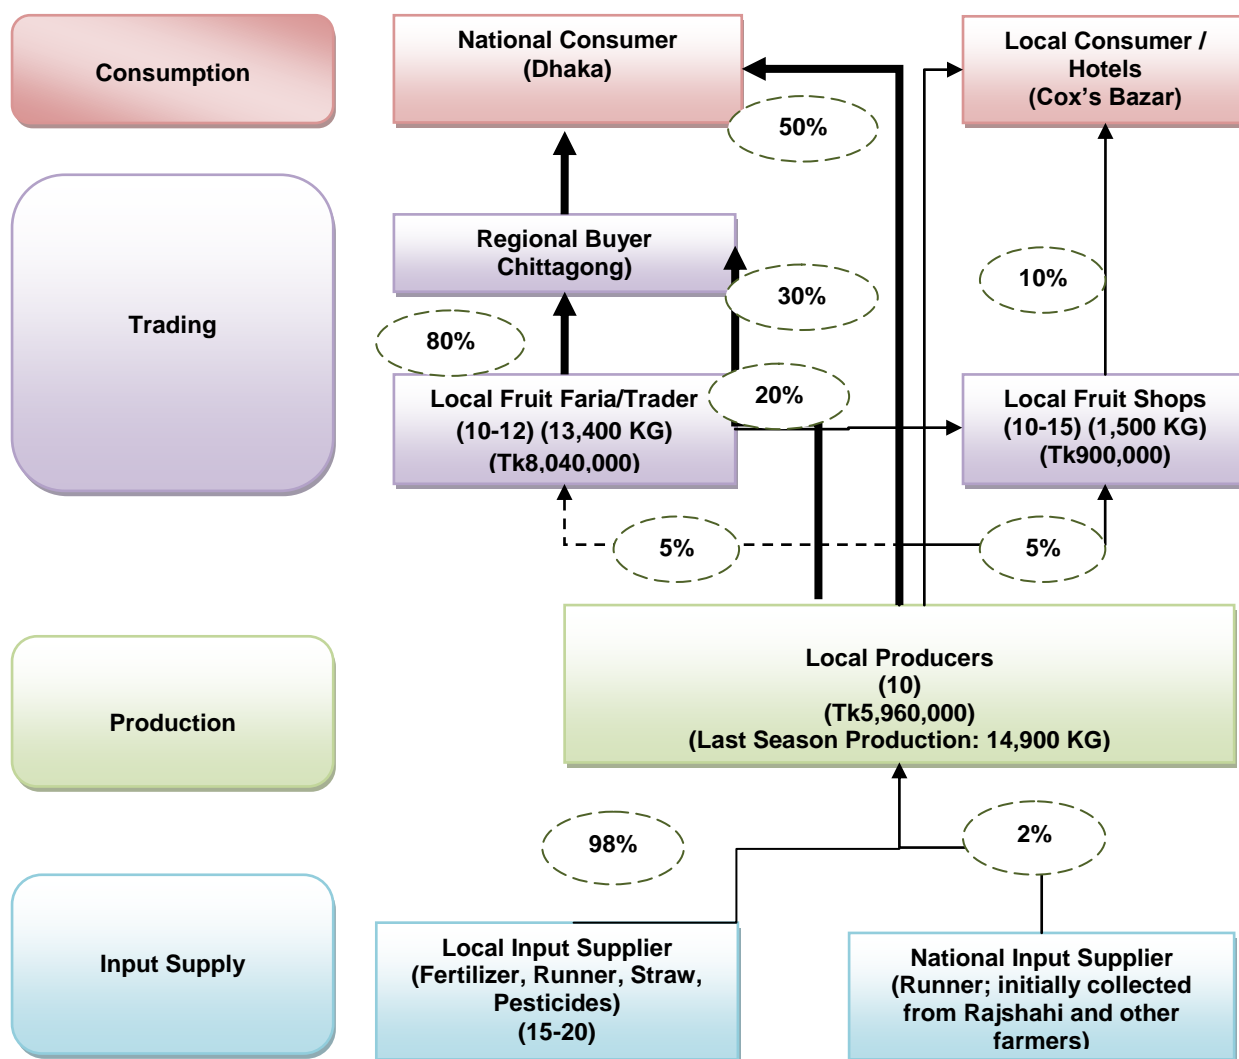 Consumption
National Consumer
(Dhaka)
Local Consumer /
Hotels
(Cox's Bazar)
50%
Trading
Regional Buyer
Chittagong)
30%
10%
80%
20%
Local Fruit Faria/Trader
(10-12) (13,400 KG)
(Tk8,040,000)
Local Fruit Shops
(10-15) (1,500 KG)
(Tk900,000)
5%
5%
Production
Local Producers
(10)
(Tk5,960,000)
(Last Season Production: 14,900 KG)
98%
2%
Input Supply
Local Input Supplier
(Fertilizer, Runner, Straw,
Pesticides)
(15-20)
National Input Supplier
(Runner; initially collected
from Rajshahi and other
farmers)